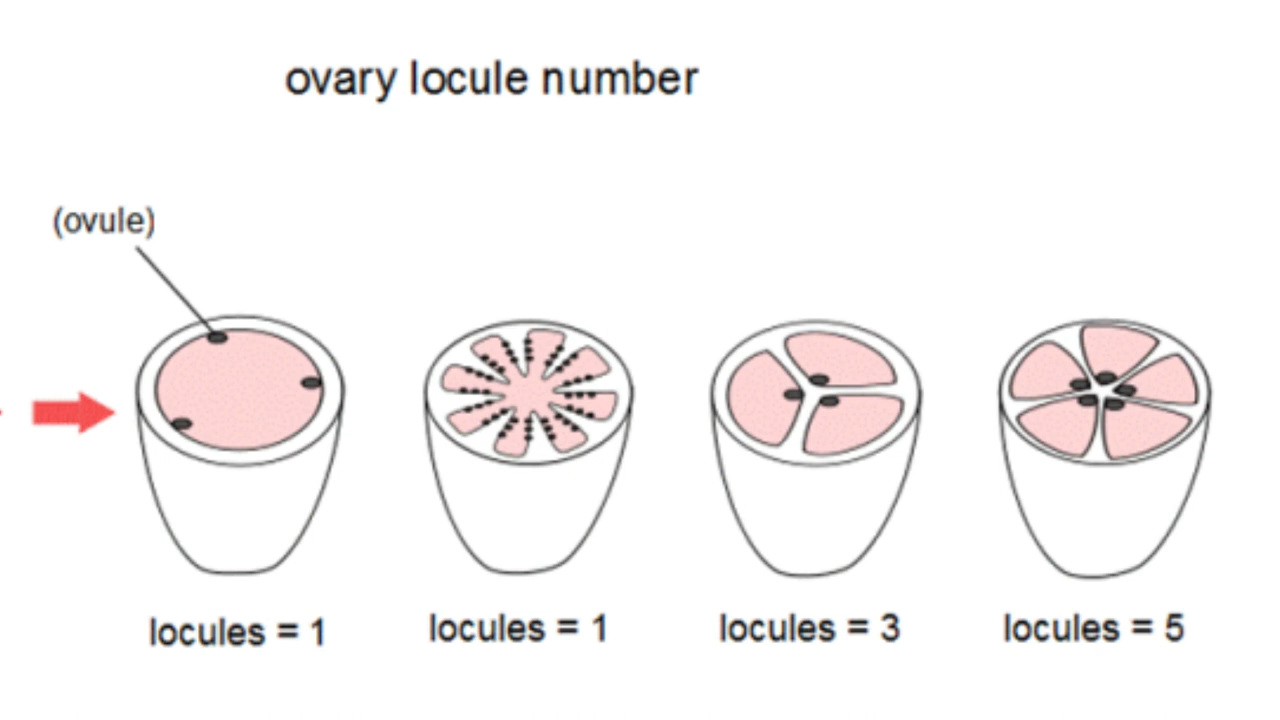 ovary locule number
(ovule)
locules = 1
locules = 1
locules = 3
locules = 5